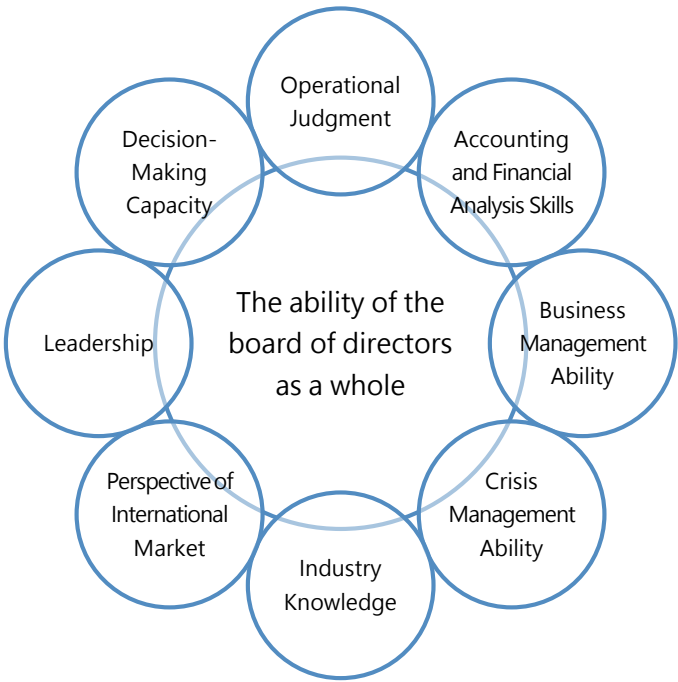 Operational
Judgment
Accounting
and Financial
Analysis Skills
Business
Management
Ability
Crisis
Management
Ability
Industry
Knowledge
Perspective of
International
Market
Leadership
Decision-
Making
Capacity
The ability of the
board of directors
as a whole